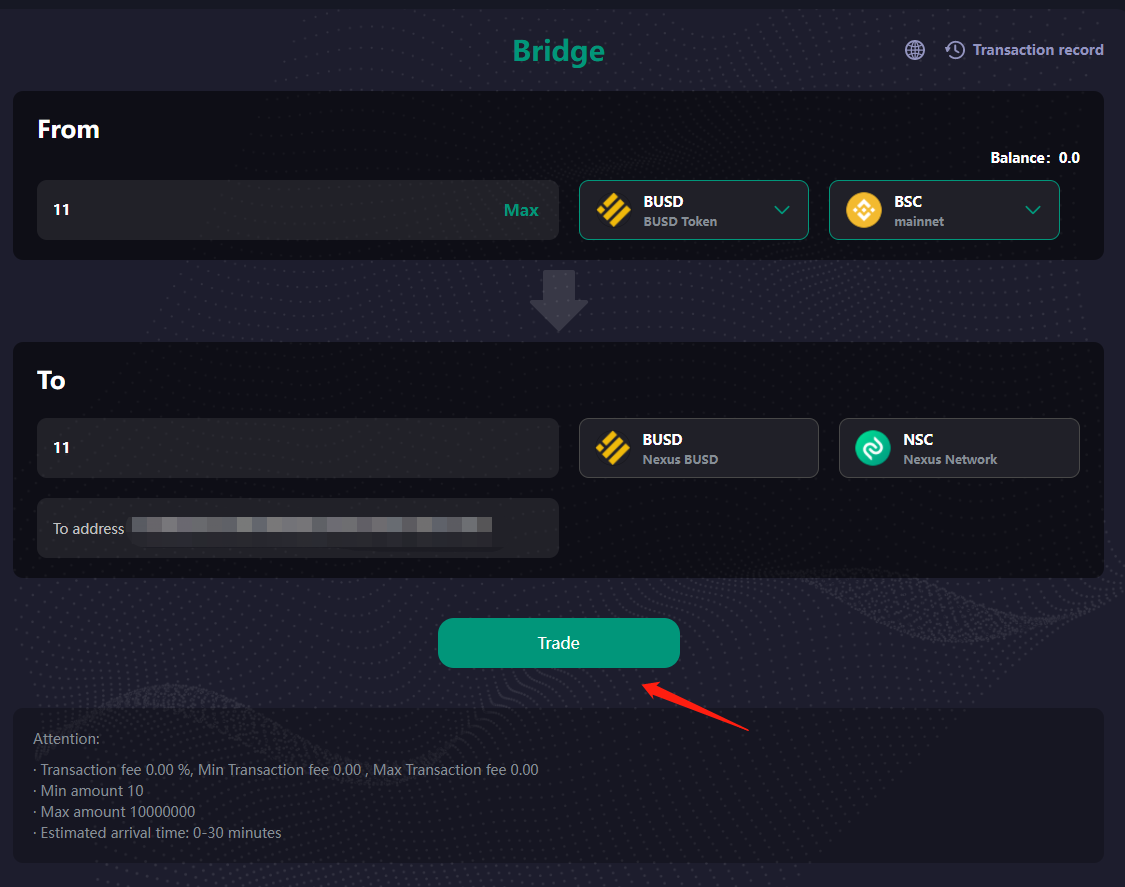 Bridge
Transaction record
From
Balance: 0.0
11 Max BUSD BSC
BUSD Token mainnet
To
11 BUSD NSC
Nexus BUSD Nexus Network
To address
Trade
Attention:
· Transaction fee 0.00 %, Min Transaction fee 0.00 , Max Transaction fee 0.00
· Min amount 10
· Max amount 10000000
· Estimated arrival time: 0-30 minutes